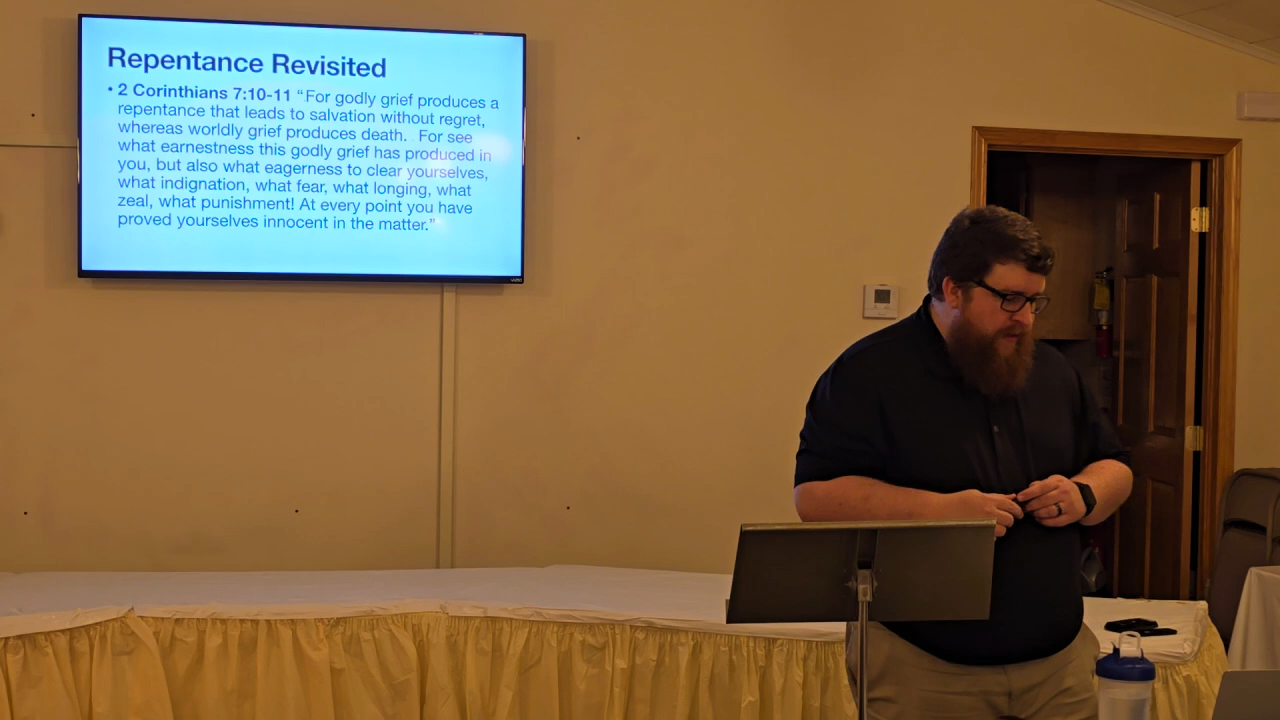 Repentance Revisited
• 2 Corinthians 7:10-11 “For godly grief produces a
repentance that leads to salvation without regret,
whereas worldly grief produces death. For see
what earnestness this godly grief has produced in
you, but also what eagerness to clear yourselves,
what indignation, what fear, what longing, what
zeal, what punishment! At every point you have
proved yourselves innocent in the matter.”
VIZIO